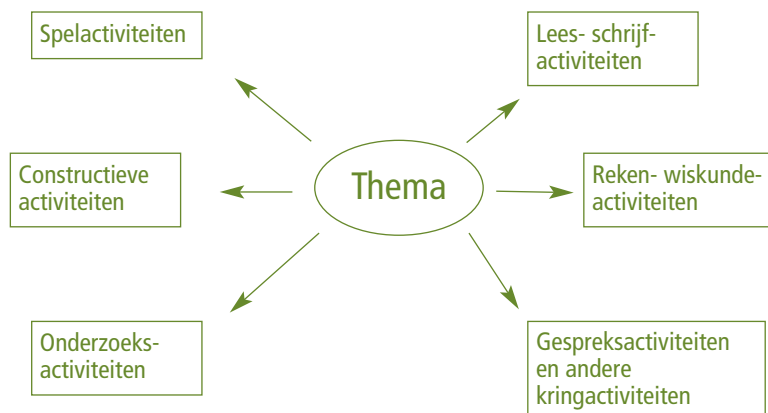 Spelactiviteiten
Lees- schrijf-
activiteiten
Constructieve
activiteiten
Thema
Reken- wiskunde-
activiteiten
Onderzoeks-
activiteiten
Gespreksactiviteiten
en andere
kringactiviteiten